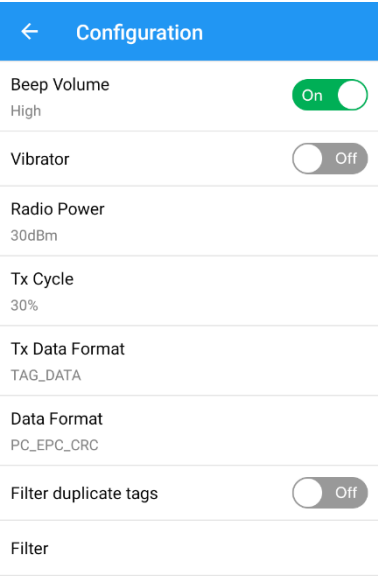 Configuration
Beep Volume
High
On
Vibrator
Off
Radio Power
30dBm
Tx Cycle
30%
Tx Data Format
TAG_DATA
Data Format
PC_EPC_CRC
Filter duplicate tags
Off
Filter